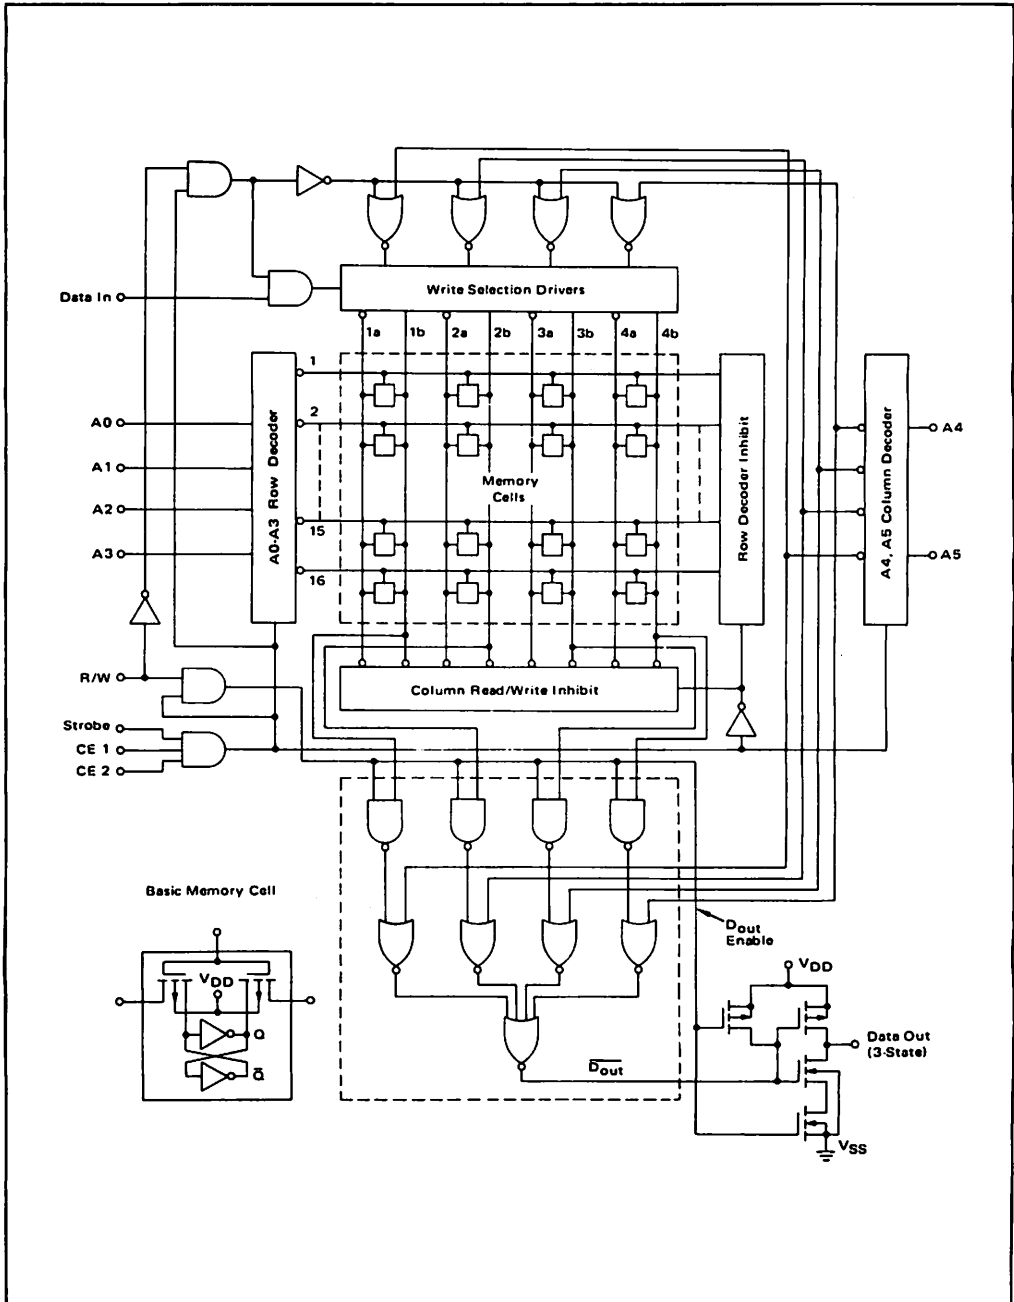 Data In
Write Selection Drivers
1a 1b 2a 2b 3a 3b 4a 4b
A0
A1
A2
A3
A0-A3 Row Decoder
1
2
15
16
Memory
Cells
Row Decoder Inhibit
A4, A5 Column Decoder
A4
A5
R/W
Column Read/Write Inhibit
Strobe
CE 1
CE 2
Basic Memory Cell
VDD
Q
Q̅
Dout
Enable
D̅o̅u̅t̅
VDD
Data Out
(3-State)
VSS